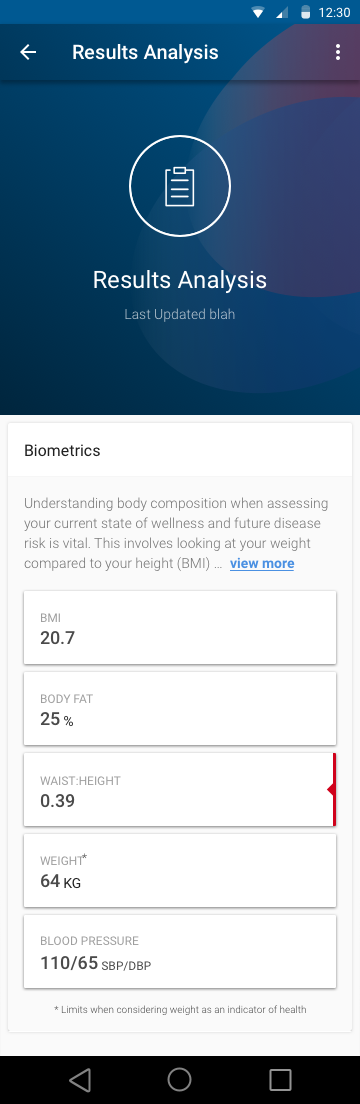 12:30
Results Analysis
Results Analysis
Last Updated blah
Biometrics
Understanding body composition when assessing
your current state of wellness and future disease
risk is vital. This involves looking at your weight
compared to your height (BMI) ... view more
BMI
20.7
BODY FAT
25 %
WAIST:HEIGHT
0.39
WEIGHT*
64 KG
BLOOD PRESSURE
110/65 SBP/DBP
* Limits when considering weight as an indicator of health